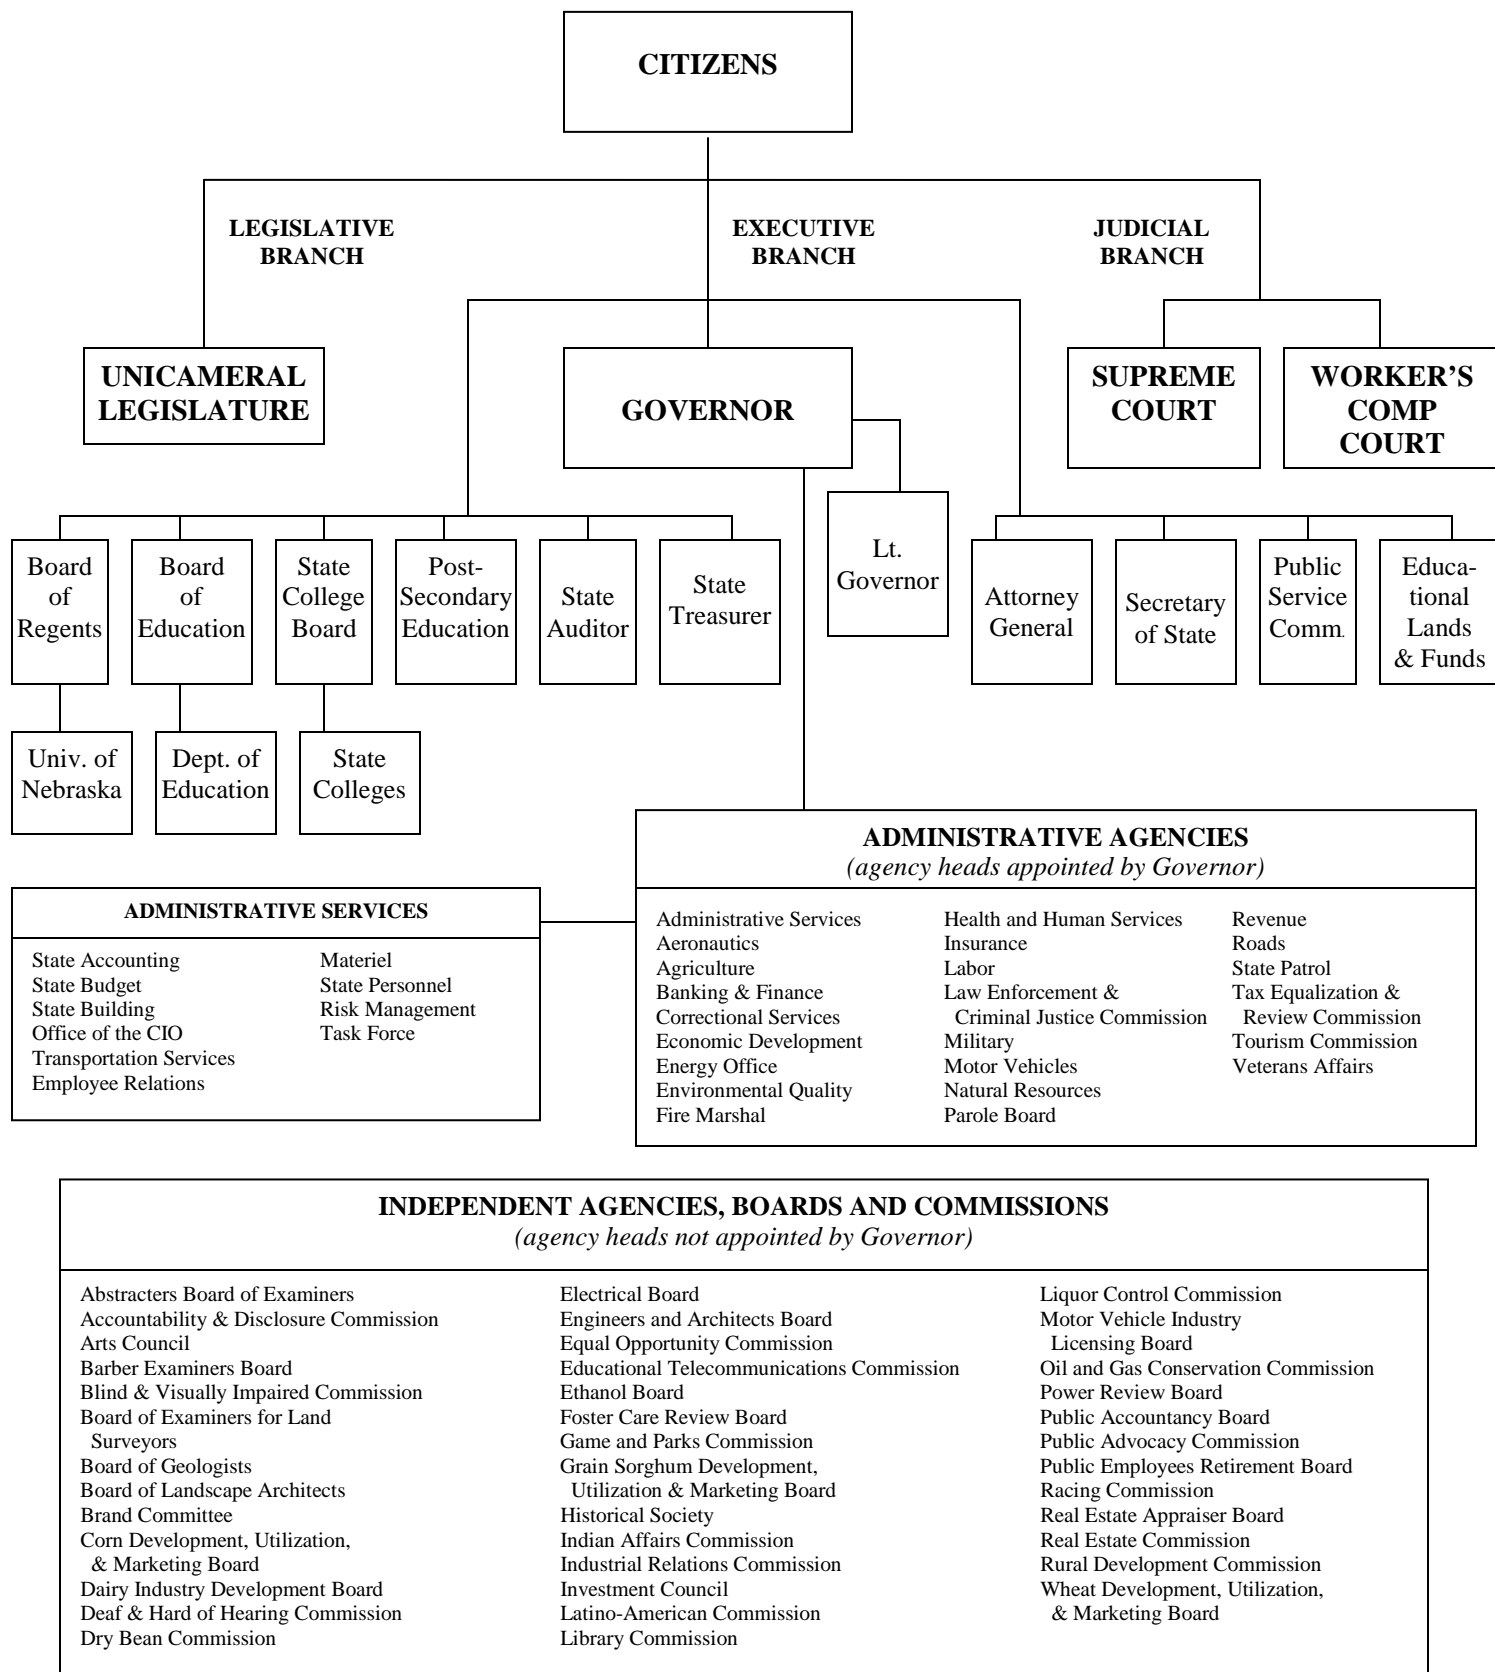 CITIZENS
LEGISLATIVE
BRANCH
EXECUTIVE
BRANCH
JUDICIAL
BRANCH
UNICAMERAL
LEGISLATURE
GOVERNOR
SUPREME
COURT
WORKER’S
COMP
COURT
Lt.
Governor
Board
of
Regents
Board
of
Education
State
College
Board
Post-
Secondary
Education
State
Auditor
State
Treasurer
Attorney
General
Secretary
of State
Public
Service
Comm.
Educa-
tional
Lands
& Funds
Univ. of
Nebraska
Dept. of
Education
State
Colleges
ADMINISTRATIVE AGENCIES
(agency heads appointed by Governor)
Administrative Services
Aeronautics
Agriculture
Banking & Finance
Correctional Services
Economic Development
Energy Office
Environmental Quality
Fire Marshal
Health and Human Services
Insurance
Labor
Law Enforcement &
Criminal Justice Commission
Military
Motor Vehicles
Natural Resources
Parole Board
Revenue
Roads
State Patrol
Tax Equalization &
Review Commission
Tourism Commission
Veterans Affairs
ADMINISTRATIVE SERVICES
State Accounting
State Budget
State Building
Office of the CIO
Transportation Services
Employee Relations
Materiel
State Personnel
Risk Management
Task Force
INDEPENDENT AGENCIES, BOARDS AND COMMISSIONS
(agency heads not appointed by Governor)
Abstracters Board of Examiners
Accountability & Disclosure Commission
Arts Council
Barber Examiners Board
Blind & Visually Impaired Commission
Board of Examiners for Land
Surveyors
Board of Geologists
Board of Landscape Architects
Brand Committee
Corn Development, Utilization,
& Marketing Board
Dairy Industry Development Board
Deaf & Hard of Hearing Commission
Dry Bean Commission
Electrical Board
Engineers and Architects Board
Equal Opportunity Commission
Educational Telecommunications Commission
Ethanol Board
Foster Care Review Board
Game and Parks Commission
Grain Sorghum Development,
Utilization & Marketing Board
Historical Society
Indian Affairs Commission
Industrial Relations Commission
Investment Council
Latino-American Commission
Library Commission
Liquor Control Commission
Motor Vehicle Industry
Licensing Board
Oil and Gas Conservation Commission
Power Review Board
Public Accountancy Board
Public Advocacy Commission
Public Employees Retirement Board
Racing Commission
Real Estate Appraiser Board
Real Estate Commission
Rural Development Commission
Wheat Development, Utilization,
& Marketing Board